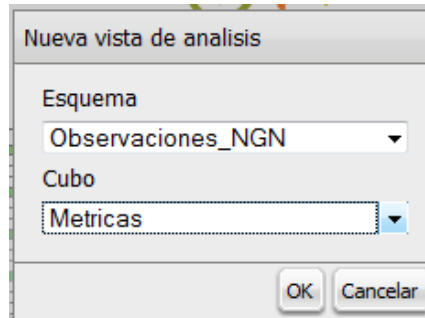 Nueva vista de analisis
Esquema
Observaciones_NGN
Cubo
Metricas
OK Cancelar